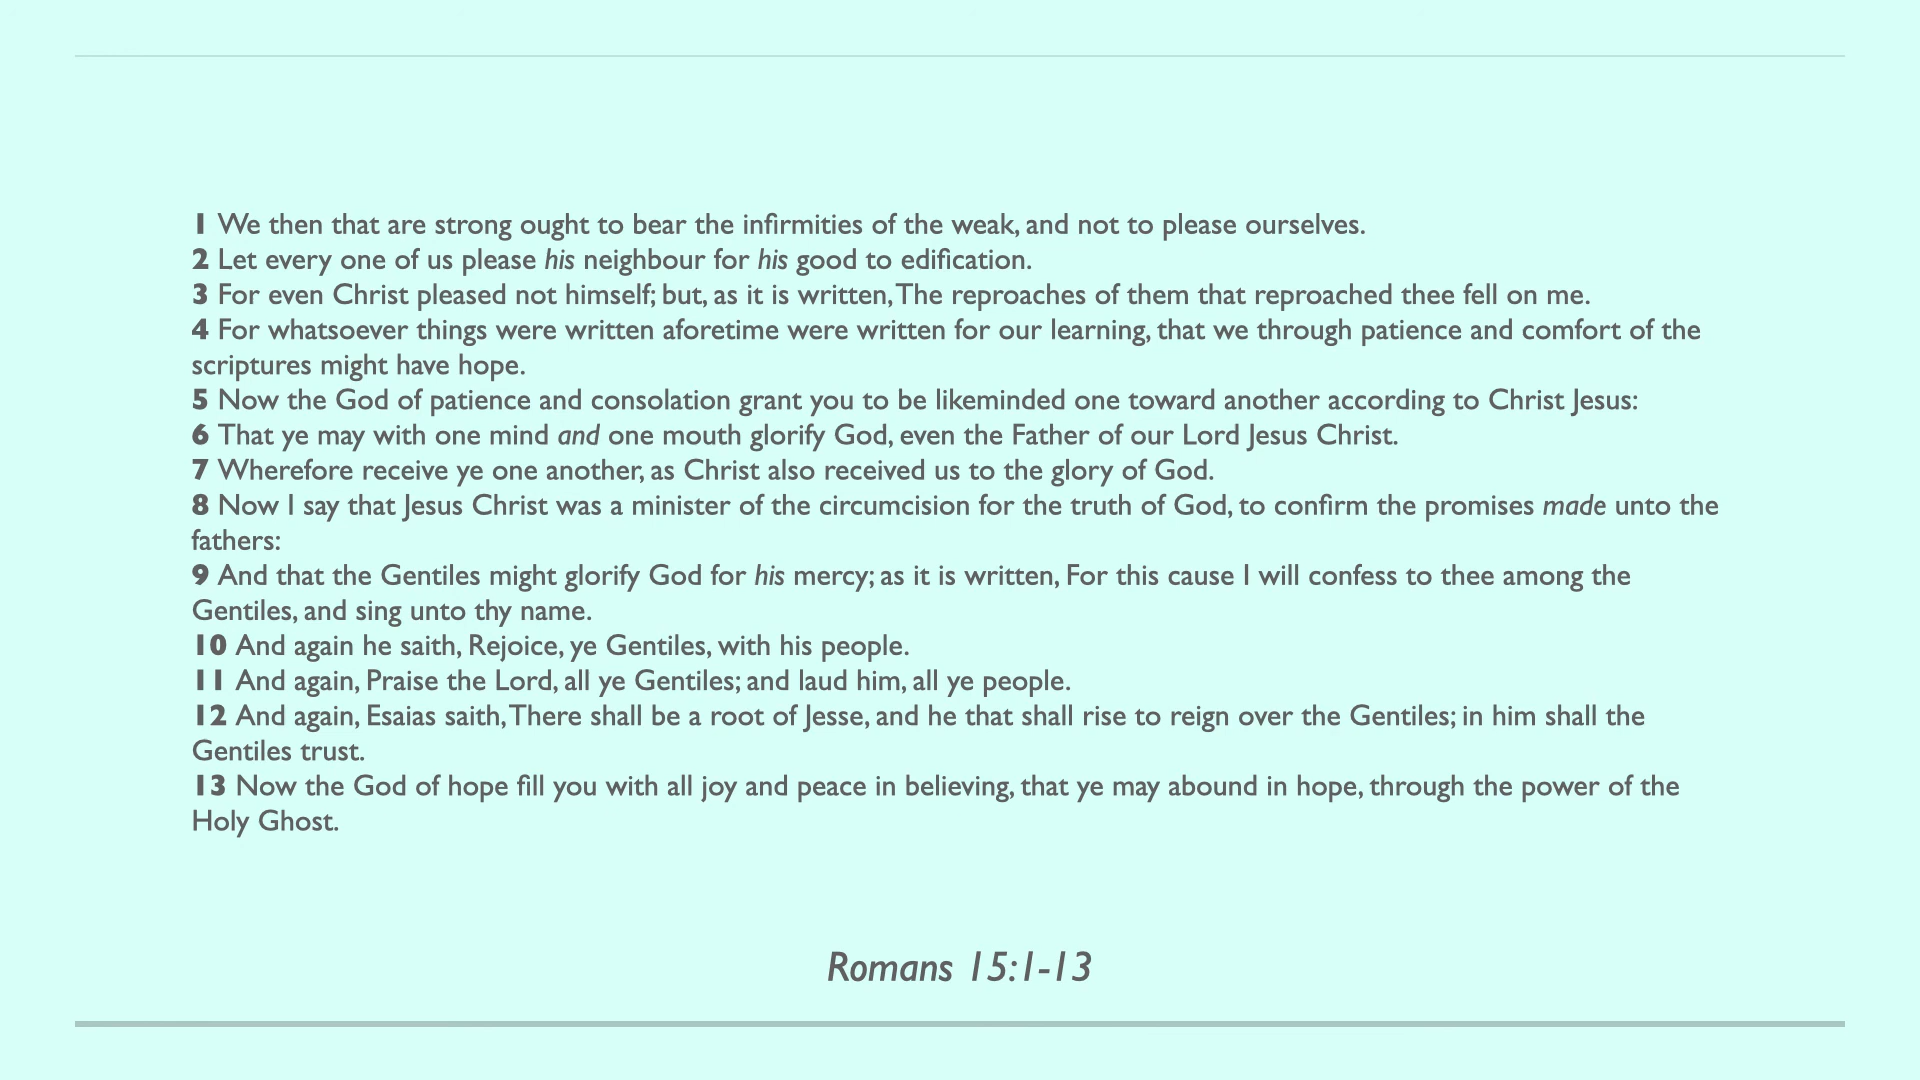 1 We then that are strong ought to bear the infirmities of the weak, and not to please ourselves.
2 Let every one of us please his neighbour for his good to edification.
3 For even Christ pleased not himself; but, as it is written, The reproaches of them that reproached thee fell on me.
4 For whatsoever things were written aforetime were written for our learning, that we through patience and comfort of the
scriptures might have hope.
5 Now the God of patience and consolation grant you to be likeminded one toward another according to Christ Jesus:
6 That ye may with one mind and one mouth glorify God, even the Father of our Lord Jesus Christ.
7 Wherefore receive ye one another, as Christ also received us to the glory of God.
8 Now I say that Jesus Christ was a minister of the circumcision for the truth of God, to confirm the promises made unto the
fathers:
9 And that the Gentiles might glorify God for his mercy; as it is written, For this cause I will confess to thee among the
Gentiles, and sing unto thy name.
10 And again he saith, Rejoice, ye Gentiles, with his people.
11 And again, Praise the Lord, all ye Gentiles; and laud him, all ye people.
12 And again, Esaias saith, There shall be a root of Jesse, and he that shall rise to reign over the Gentiles; in him shall the
Gentiles trust.
13 Now the God of hope fill you with all joy and peace in believing, that ye may abound in hope, through the power of the
Holy Ghost.
Romans 15:1-13